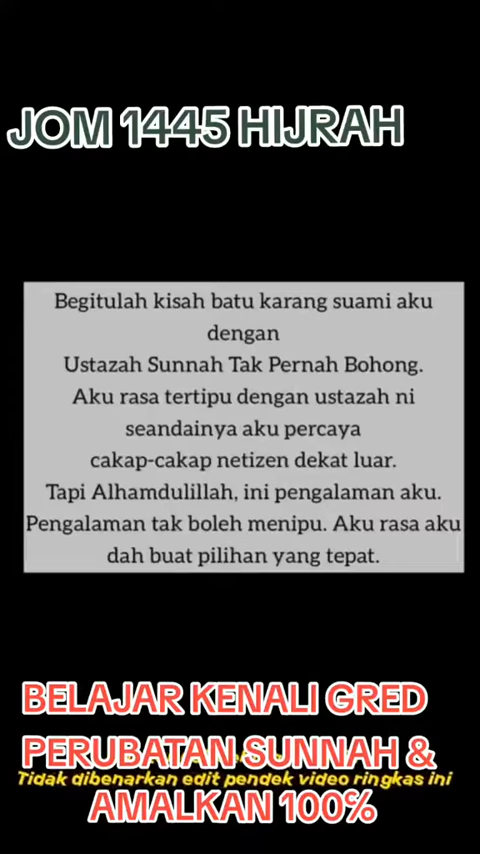 JOM 1445 HIJRAH
Begitulah kisah batu karang suami aku
dengan
Ustazah Sunnah Tak Pernah Bohong.
Aku rasa tertipu dengan ustazah ni
seandainya aku percaya
cakap-cakap netizen dekat luar.
Tapi Alhamdulillah, ini pengalaman aku.
Pengalaman tak boleh menipu. Aku rasa aku
dah buat pilihan yang tepat.
BELAJAR KENALI GRED
PERUBATAN SUNNAH &
Tidak dibenarkan edit pendek video ringkas ini
AMALKAN 100%